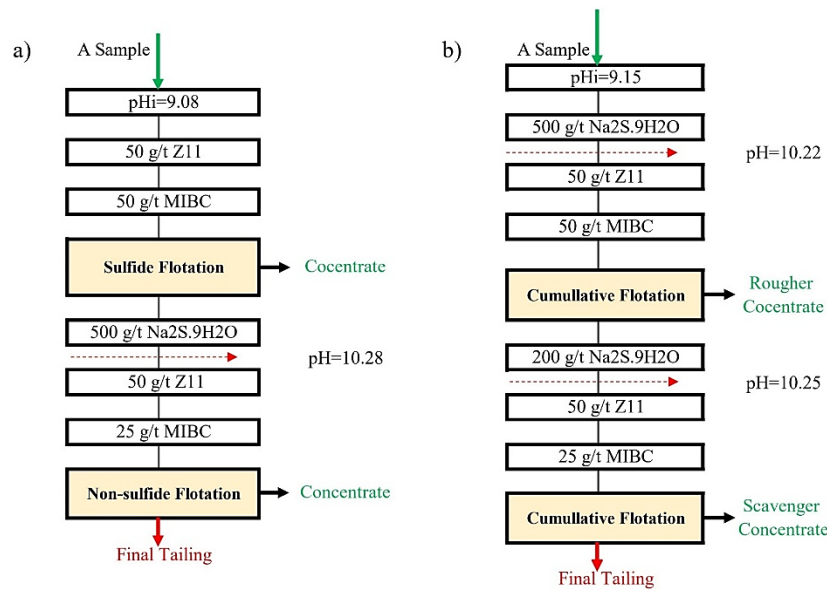 a)
A Sample
pHi=9.08
50 g/t Z11
50 g/t MIBC
Sulfide Flotation
Cocentrate
500 g/t Na2S.9H2O
pH=10.28
50 g/t Z11
25 g/t MIBC
Non-sulfide Flotation
Concentrate
Final Tailing
b)
A Sample
pHi=9.15
500 g/t Na2S.9H2O
pH=10.22
50 g/t Z11
50 g/t MIBC
Cumullative Flotation
Rougher
Cocentrate
200 g/t Na2S.9H2O
pH=10.25
50 g/t Z11
25 g/t MIBC
Cumullative Flotation
Scavenger
Concentrate
Final Tailing